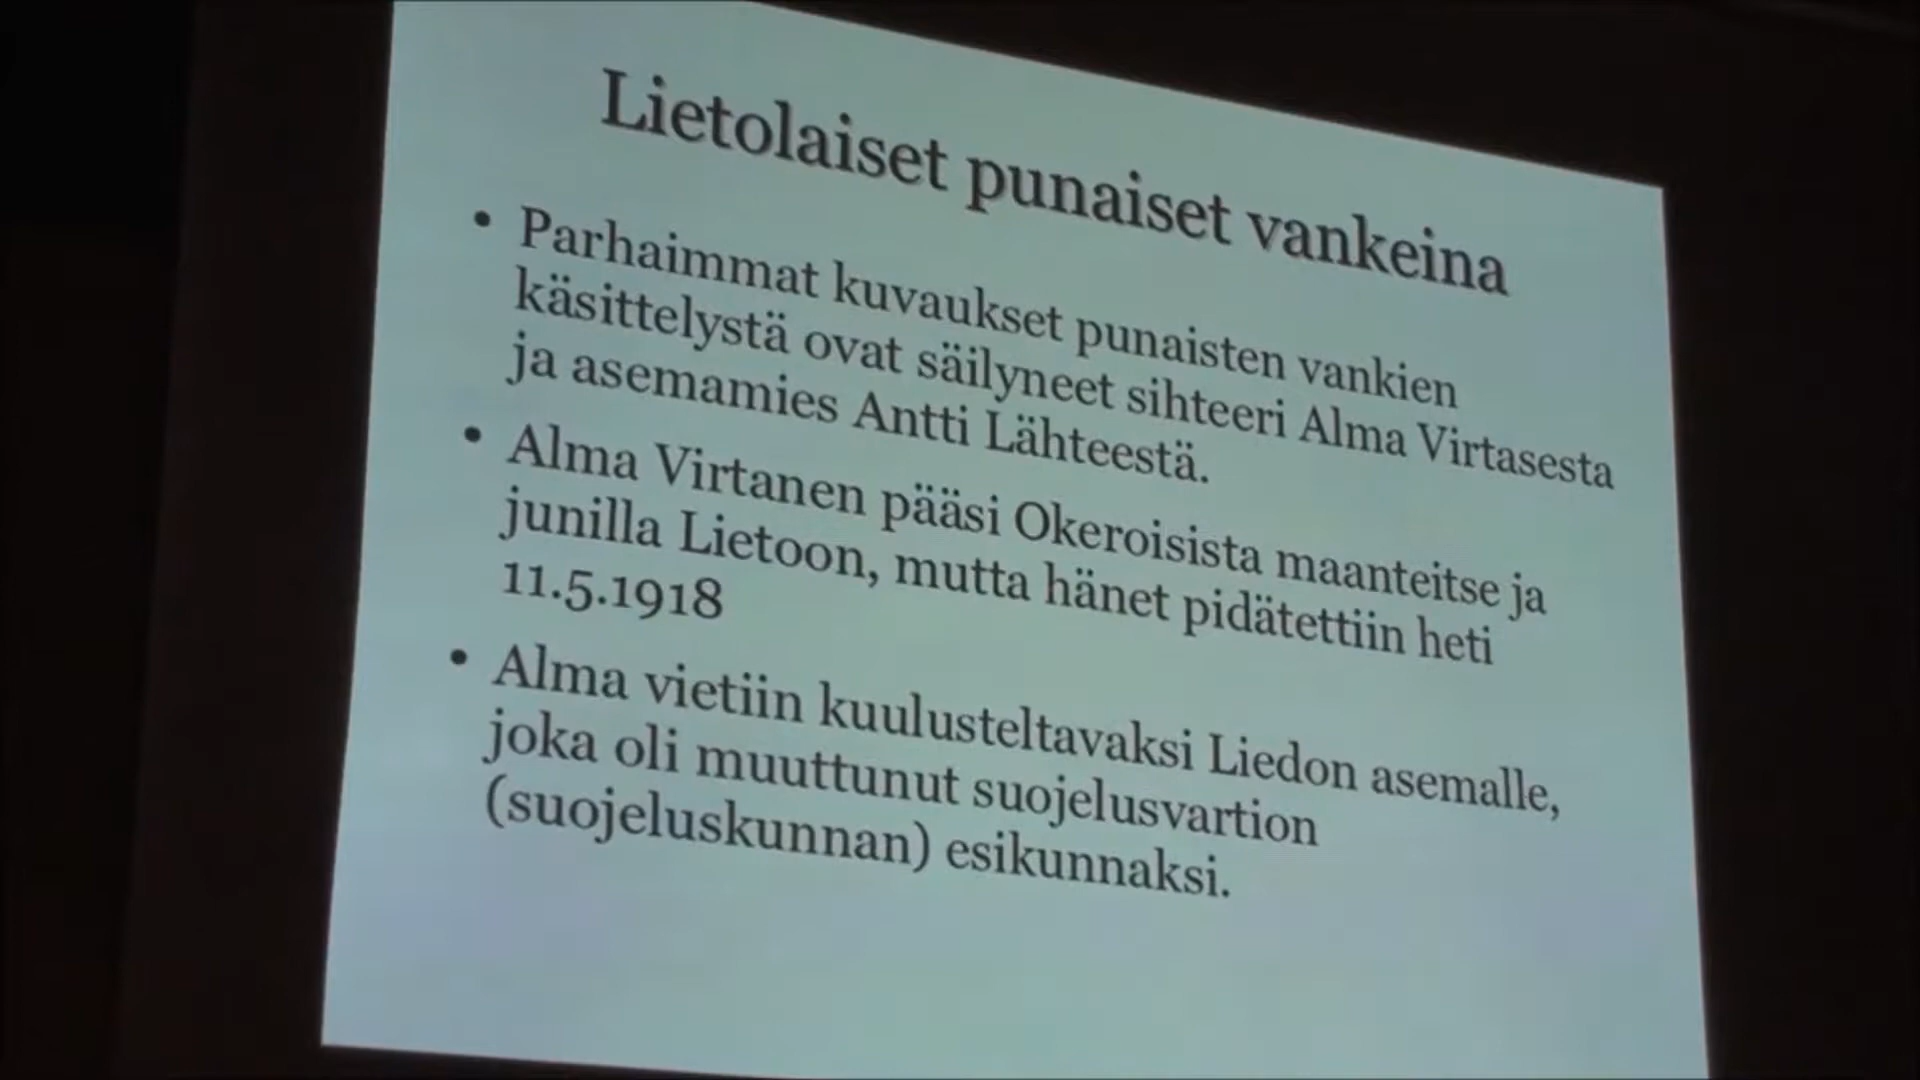 Lietolaiset punaiset vankeina
• Parhaimmat kuvaukset punaisten vankien
käsittelystä ovat säilyneet sihteeri Alma Virtasesta
ja asemamies Antti Lähteestä.
• Alma Virtanen pääsi Okeroisista maanteitse ja
junilla Lietoon, mutta hänet pidätettiin heti
11.5.1918
• Alma vietiin kuulusteltavaksi Liedon asemalle,
joka oli muuttunut suojelusvartion
(suojeluskunnan) esikunnaksi.